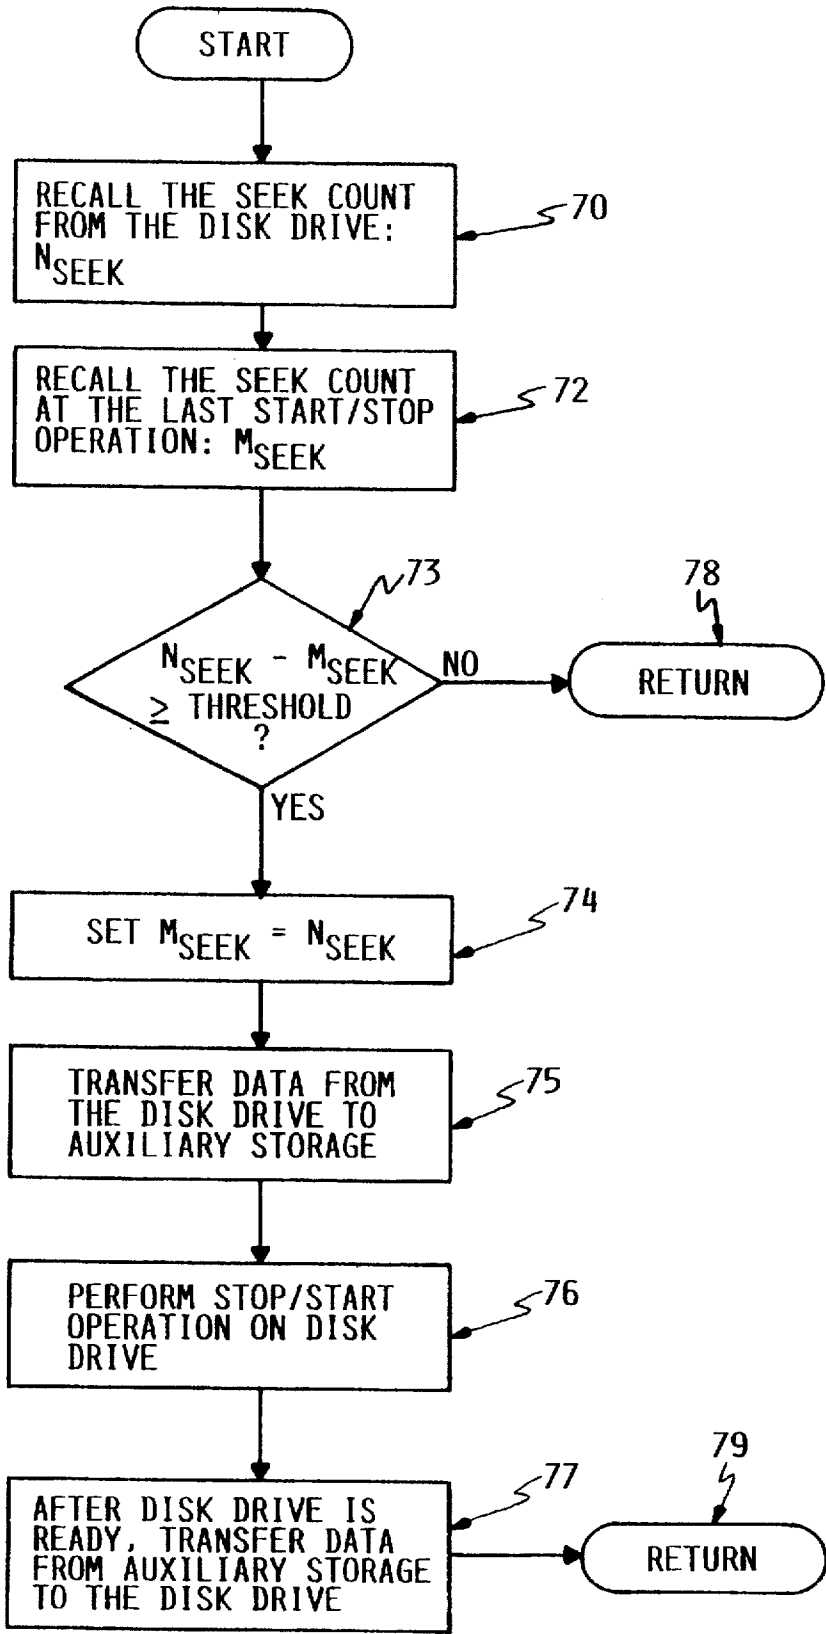 START
RECALL THE SEEK COUNT
FROM THE DISK DRIVE:
NSEEK
70
RECALL THE SEEK COUNT
AT THE LAST START/STOP
OPERATION: MSEEK
72
73
NSEEK - MSEEK
≥ THRESHOLD
?
NO
78
RETURN
YES
SET MSEEK = NSEEK
74
TRANSFER DATA FROM
THE DISK DRIVE TO
AUXILIARY STORAGE
75
PERFORM STOP/START
OPERATION ON DISK
DRIVE
76
AFTER DISK DRIVE IS
READY, TRANSFER DATA
FROM AUXILIARY STORAGE
TO THE DISK DRIVE
77
79
RETURN